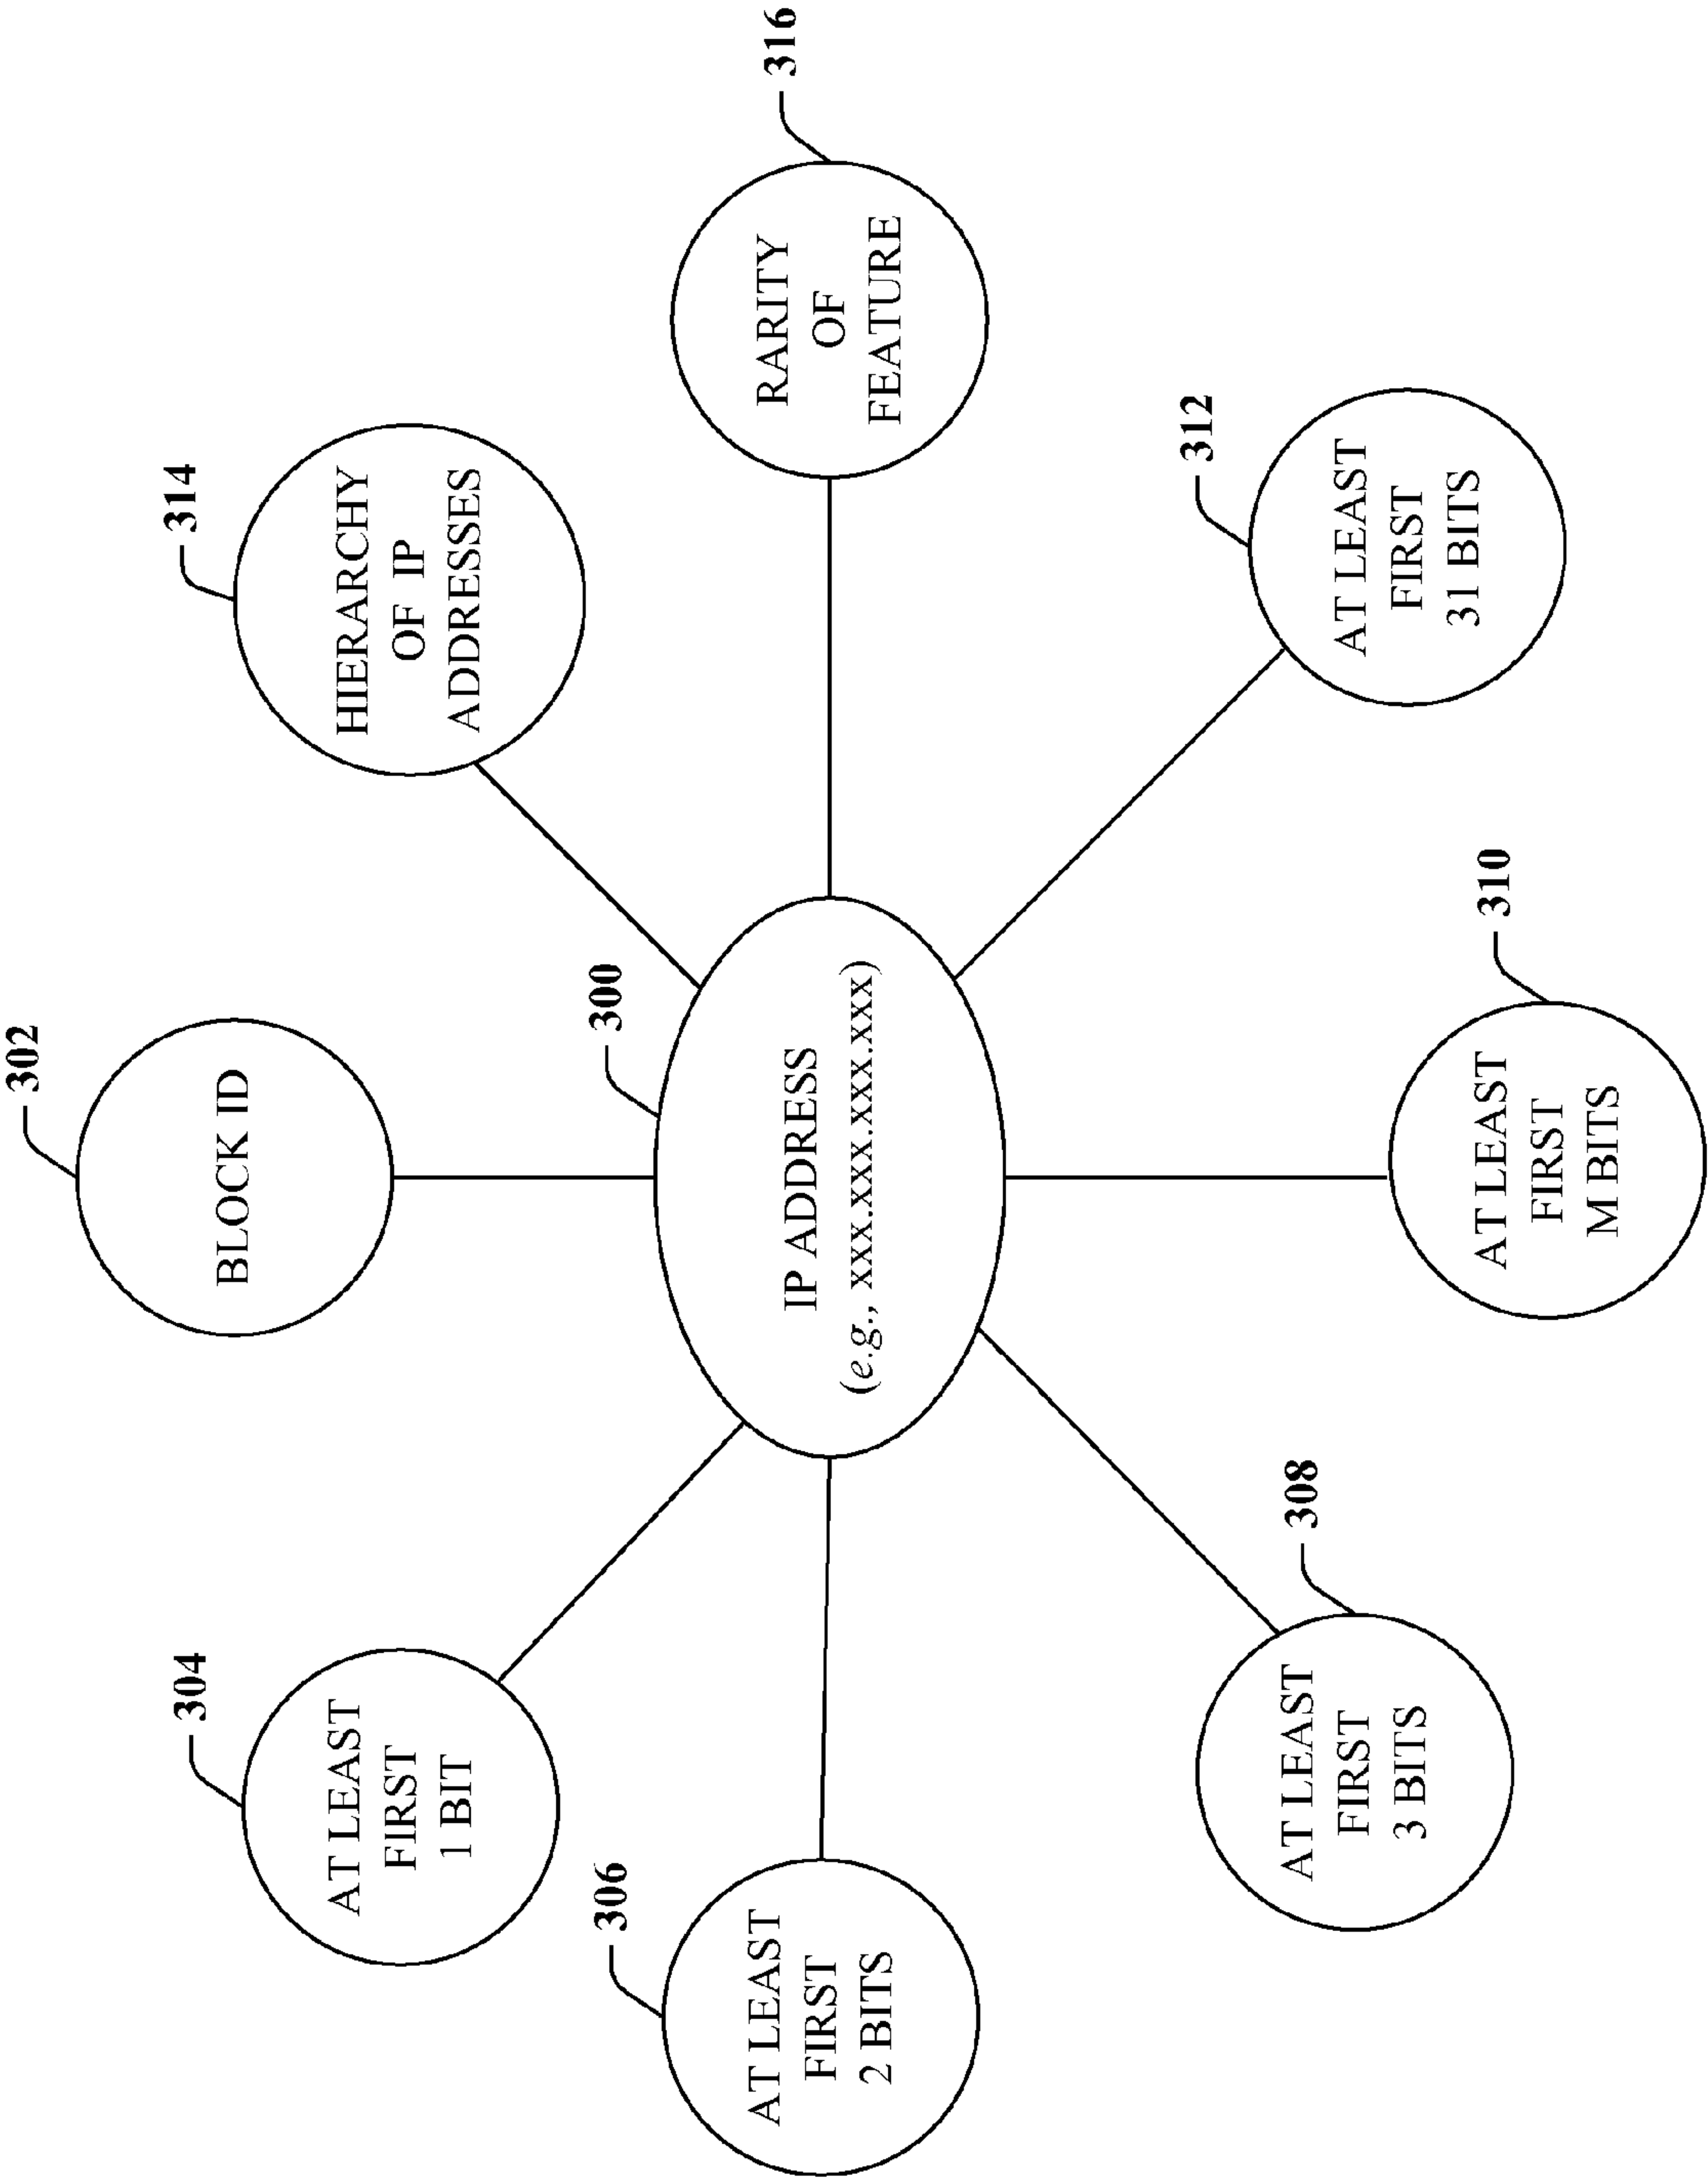 302
BLOCK ID
304
AT LEAST
FIRST
1 BIT
314
HIERARCHY
OF IP
ADDRESSES
300
IP ADDRESS
(e.g., xxx.xxx.xxx.xxx)
306
AT LEAST
FIRST
2 BITS
316
RARITY
OF
FEATURE
308
AT LEAST
FIRST
3 BITS
312
AT LEAST
FIRST
31 BITS
310
AT LEAST
FIRST
M BITS